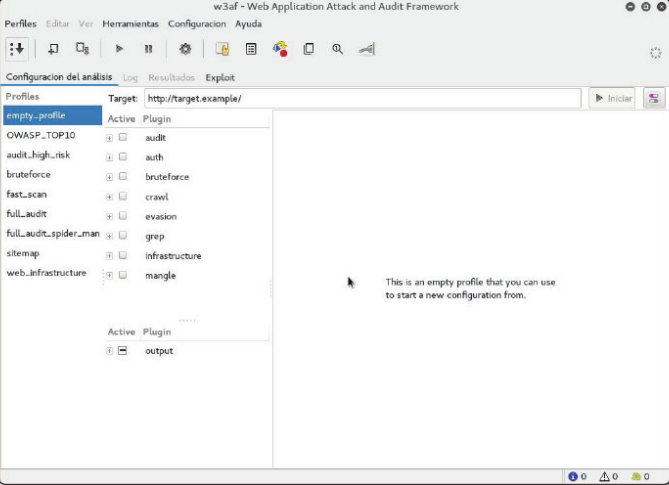 w3af - Web Application Attack and Audit Framework
Perfiles Editar Ver Herramientas Configuracion Ayuda
Configuracion del análisis Log Resultados Exploit
Profiles
empty_profile
OWASP_TOP10
audit_high_risk
bruteforce
fast_scan
full_audit
full_audit_spider_man
sitemap
web_infrastructure
Target: http://target.example/ Iniciar
Active Plugin
audit
auth
bruteforce
crawl
evasion
grep
infrastructure
mangle
Active Plugin
output
This is an empty profile that you can use
to start a new configuration from.
0 0 0